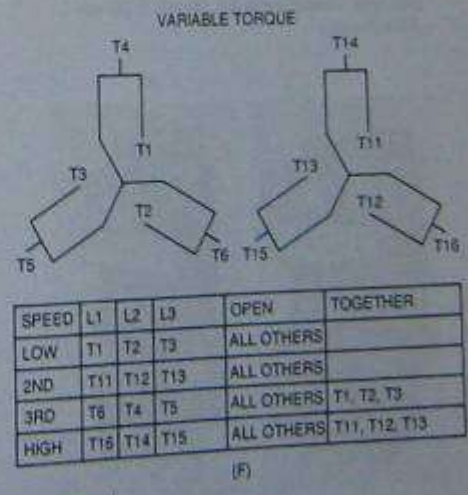 VARIABLE TORQUE
T4 T14
T1 T11
T3 T13
T2 T12
T5 T6 T15 T16
SPEED L1 L2 L3 OPEN TOGETHER
LOW T1 T2 T3 ALL OTHERS
2ND T11 T12 T13 ALL OTHERS
3RD T6 T4 T5 ALL OTHERS T1, T2, T3
HIGH T16 T14 T15 ALL OTHERS T11, T12, T13
(F)